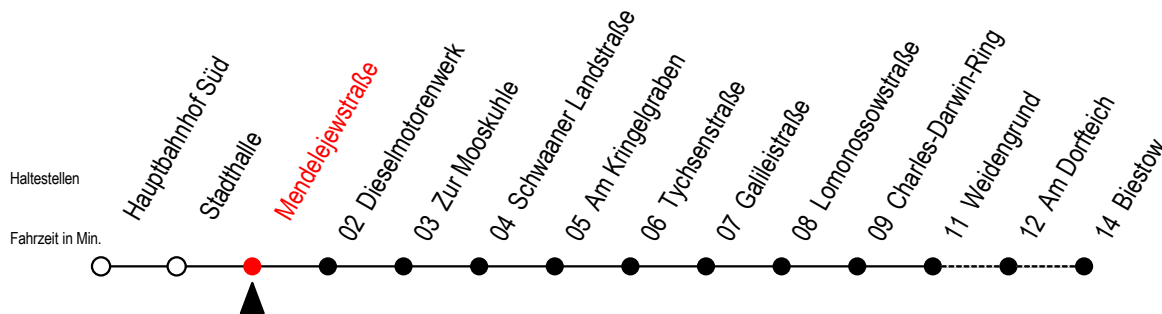 Haltestellen
Fahrzeit in Min.
Hauptbahnhof Süd
Stadthalle
Mendelejewstraße
02 Dieselmotorenwerk
03 Zur Mooskuhle
04 Schwaaner Landstraße
05 Am Kringelgraben
06 Tychsenstraße
07 Galileistraße
08 Lomonossowstraße
09 Charles-Darwin-Ring
11 Weidengrund
12 Am Dorfteich
14 Biestow